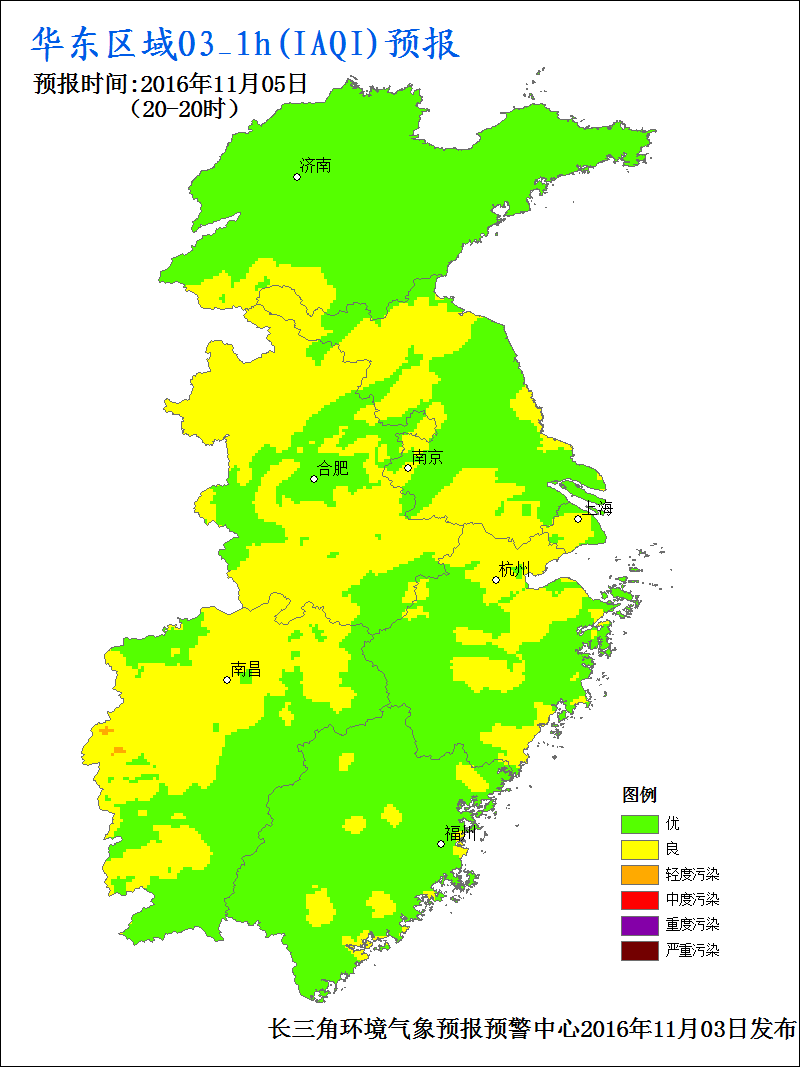 华东区域O3_1h(IAQI)预报
预报时间:2016年11月05日
（20-20时）
济南
南京
合肥
上海
杭州
南昌
福州
图例
优
良
轻度污染
中度污染
重度污染
严重污染
长三角环境气象预报预警中心2016年11月03日发布